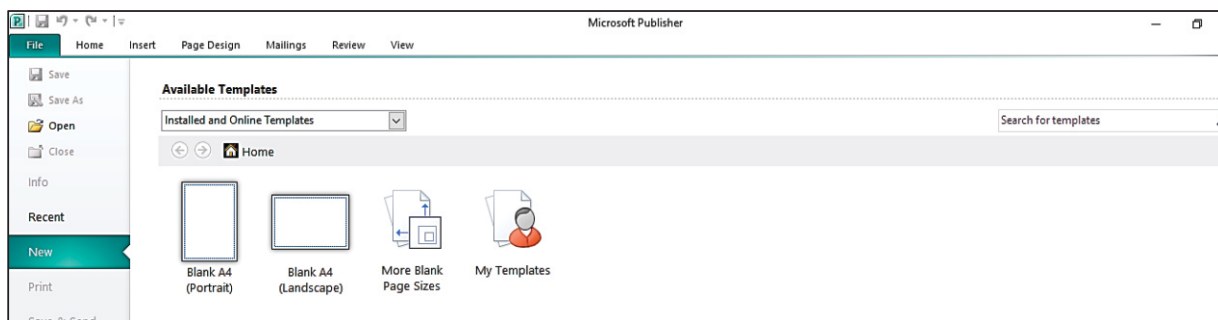 Microsoft Publisher
File Home Insert Page Design Mailings Review View
Save
Save As
Open
Close
Info
Recent
New
Print
Save & Send
Available Templates
Installed and Online Templates
Search for templates
Home
Blank A4
(Portrait)
Blank A4
(Landscape)
More Blank
Page Sizes
My Templates